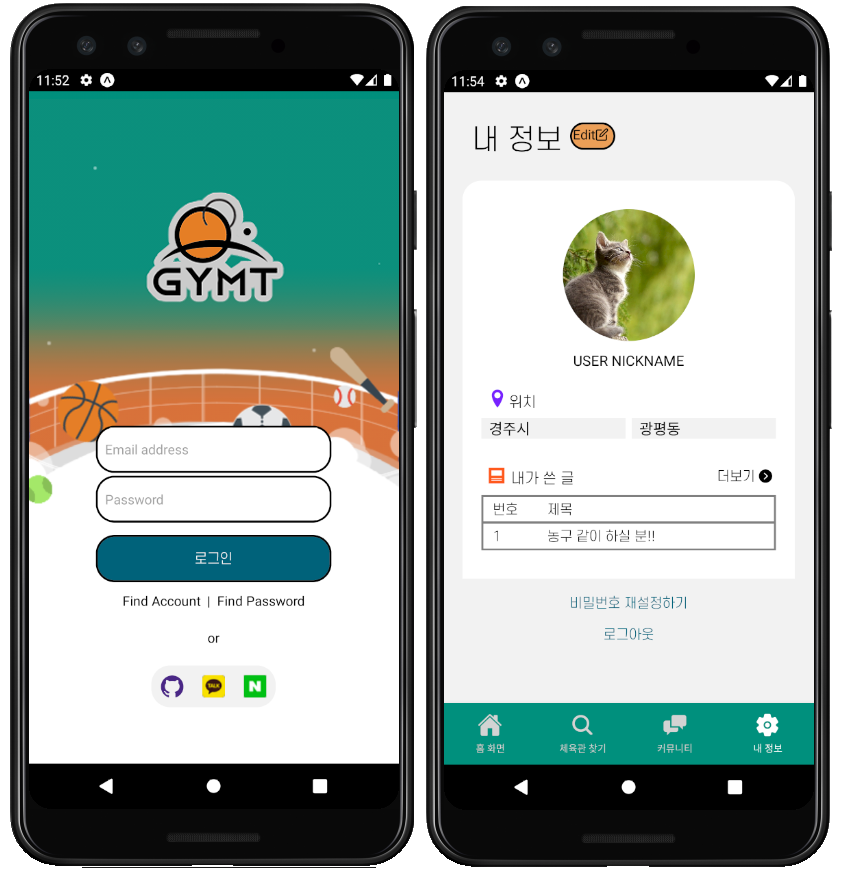 11:52
GYMT
Email address
Password
로그인
Find Account | Find Password
or
TALK
N
11:54
내 정보 Edit
USER NICKNAME
위치
경주시 광평동
내가 쓴 글 더보기
번호 제목
1 농구 같이 하실 분!!
비밀번호 재설정하기
로그아웃
홈 화면 체육관 찾기 커뮤니티 내 정보